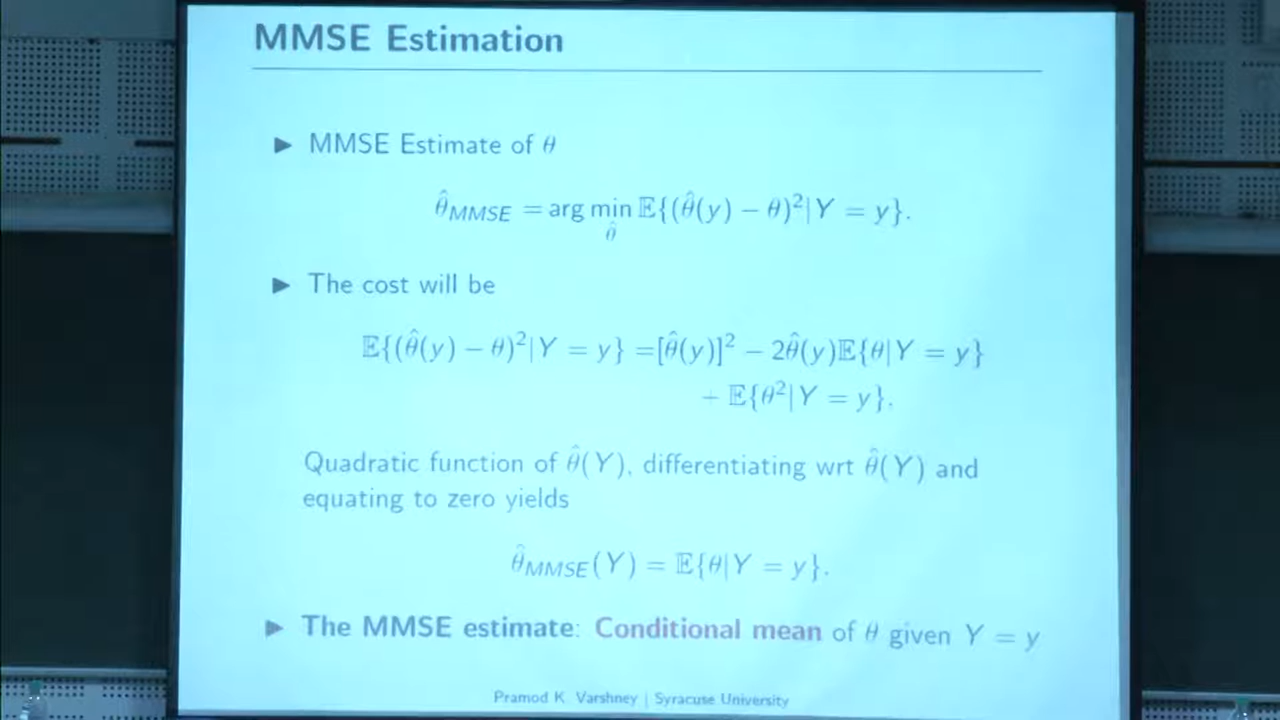 MMSE Estimation
▶ MMSE Estimate of θ
θ̂_MMSE = arg min_θ̂ 𝔼{(θ̂(y) − θ)²|Y = y}.
▶ The cost will be
𝔼{(θ̂(y) − θ)²|Y = y} =[θ̂(y)]² − 2θ̂(y)𝔼{θ|Y = y}
+ 𝔼{θ²|Y = y}.
Quadratic function of θ̂(Y), differentiating wrt θ̂(Y) and
equating to zero yields
θ̂_MMSE(Y) = 𝔼{θ|Y = y}.
▶ The MMSE estimate: Conditional mean of θ given Y = y
Pramod K. Varshney | Syracuse University